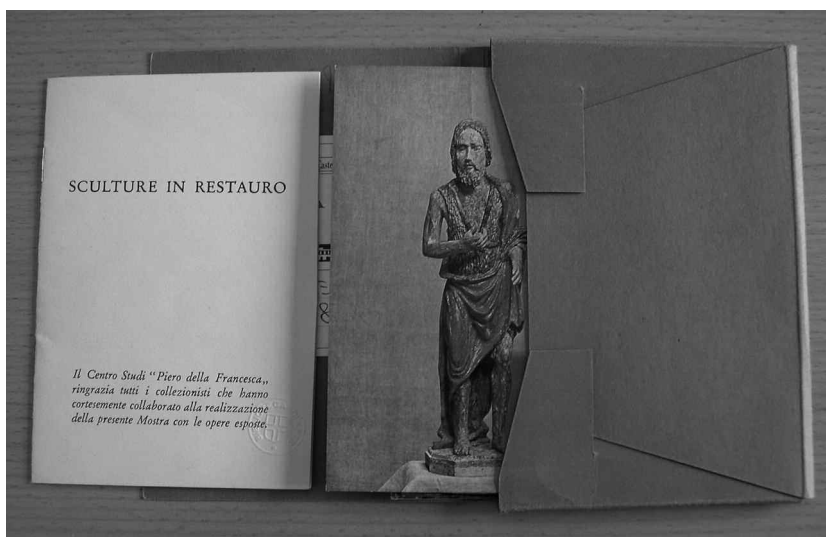 SCULTURE IN RESTAURO
Il Centro Studi “Piero della Francesca„
ringrazia tutti i collezionisti che hanno
cortesemente collaborato alla realizzazione
della presente Mostra con le opere esposte.